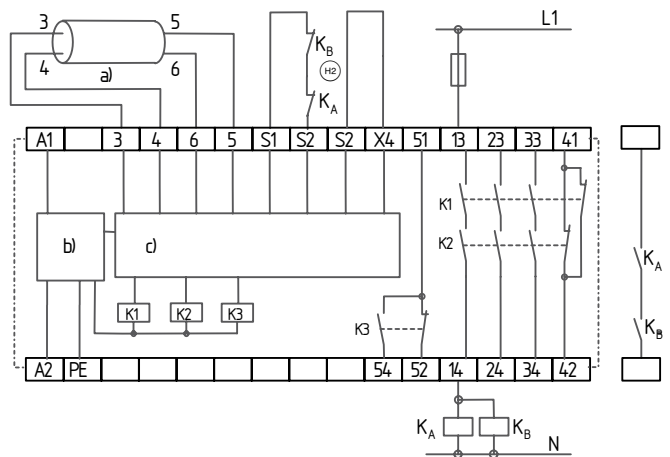 3 5 L1
4 a) 6
K_B
H2
K_A
A1 3 4 6 5 S1 S2 S2 X4 51 13 23 33 41
b) c)
K1
K2
K1 K2 K3
K3
K_A
K_B
A2 PE 54 52 14 24 34 42
K_A K_B
N